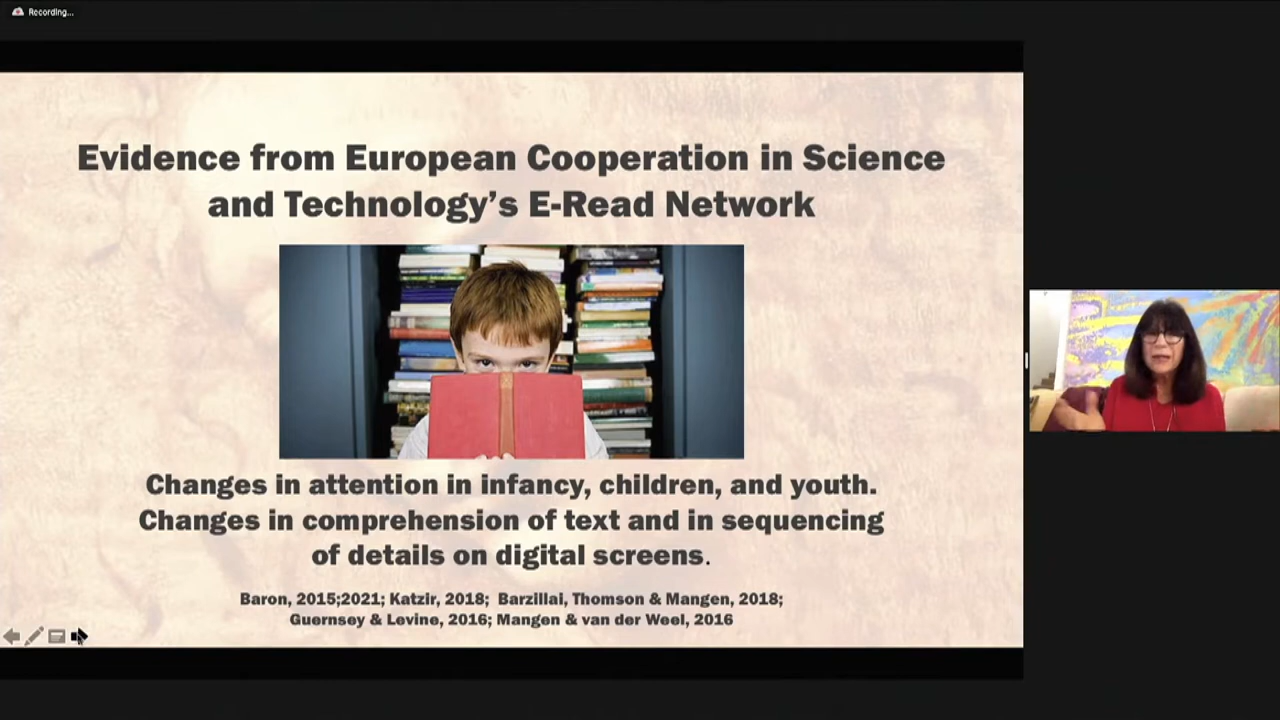 Recording...
Evidence from European Cooperation in Science
and Technology's E-Read Network
Changes in attention in infancy, children, and youth.
Changes in comprehension of text and in sequencing
of details on digital screens.
Baron, 2015;2021; Katzir, 2018; Barzillai, Thomson & Mangen, 2018;
Guernsey & Levine, 2016; Mangen & van der Weel, 2016